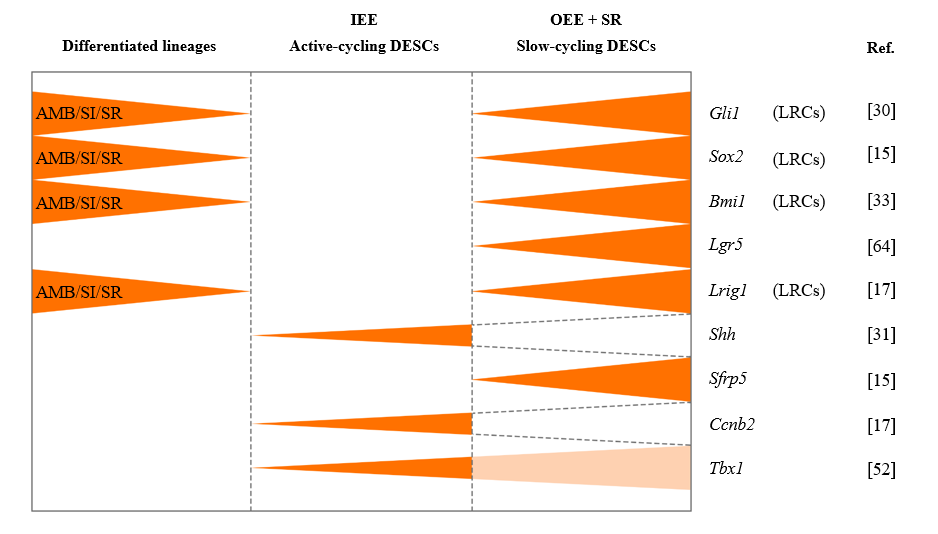 IEE OEE + SR
Differentiated lineages Active-cycling DESCs Slow-cycling DESCs Ref.
AMB/SI/SR Gli1 (LRCs) [30]
AMB/SI/SR Sox2 (LRCs) [15]
AMB/SI/SR Bmi1 (LRCs) [33]
Lgr5 [64]
AMB/SI/SR Lrig1 (LRCs) [17]
Shh [31]
Sfrp5 [15]
Ccnb2 [17]
Tbx1 [52]